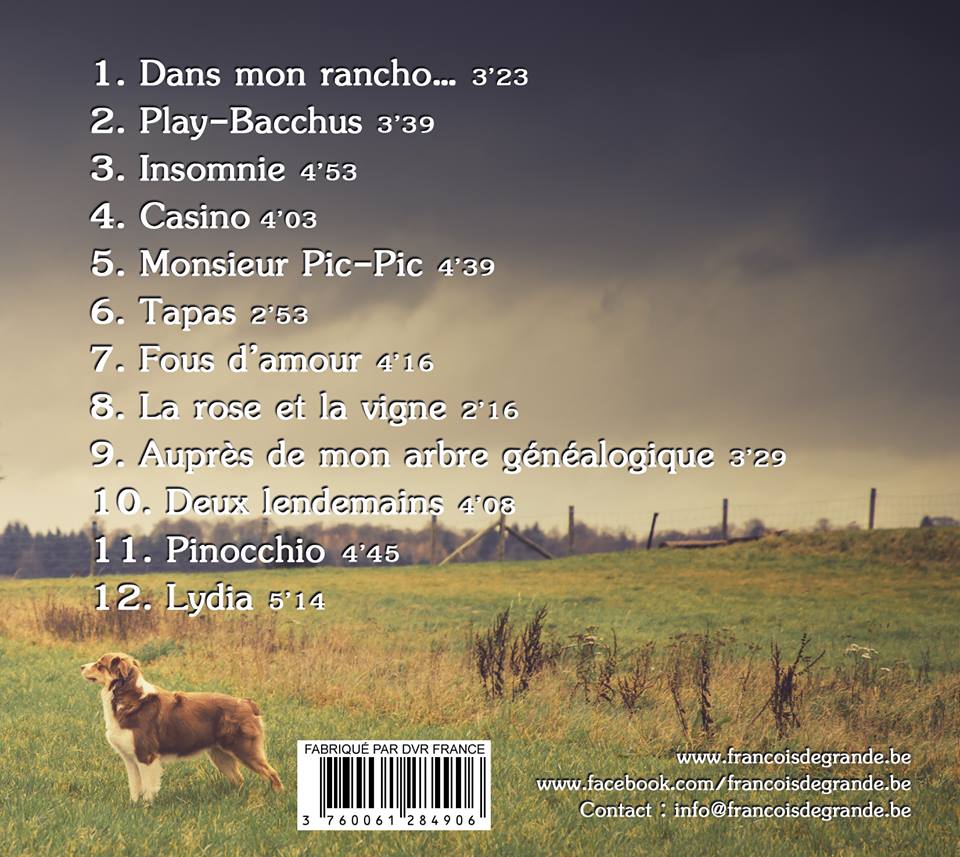 1. Dans mon rancho... 3'23
2. Play-Bacchus 3'39
3. Insomnie 4'53
4. Casino 4'03
5. Monsieur Pic-Pic 4'39
6. Tapas 2'53
7. Fous d'amour 4'16
8. La rose et la vigne 2'16
9. Auprès de mon arbre généalogique 3'29
10. Deux lendemains 4'08
11. Pinocchio 4'45
12. Lydia 5'14
FABRIQUÉ PAR DVR FRANCE
3 760061 284906
www.francoisdegrande.be
www.facebook.com/francoisdegrande.be
Contact : info@francoisdegrande.be